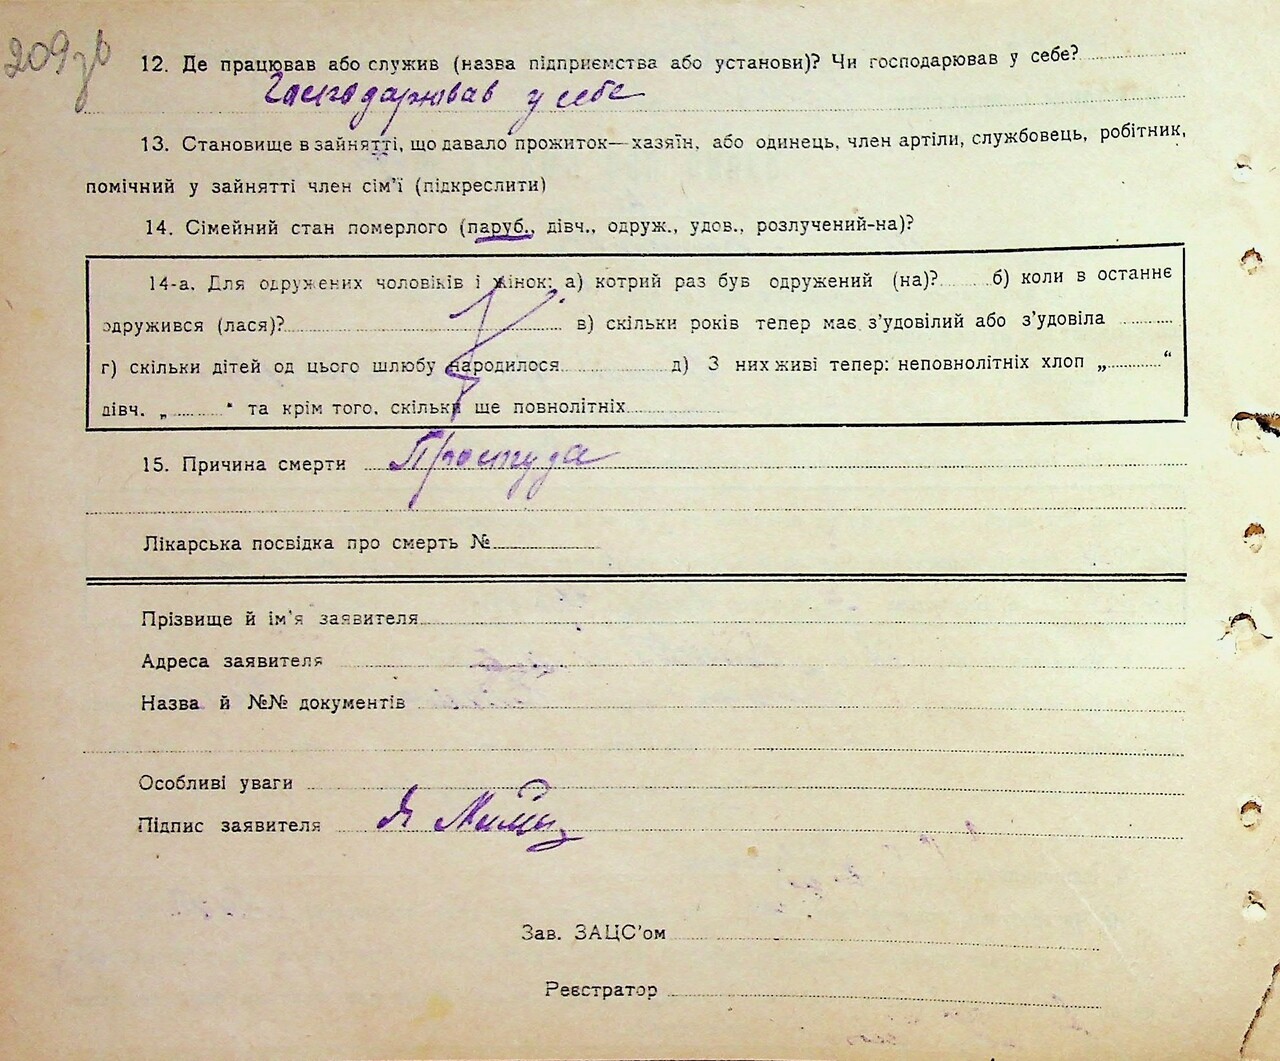 209зв
12. Де працював або служив (назва підприємства або установи)? Чи господарював у себе?
Господарював у себе
13. Становище в зайнятті, що давало прожиток—хазяїн, або одинець, член артіли, службовець, робітник,
помічний у зайнятті член сім'ї (підкреслити)
14. Сімейний стан померлого (паруб., дівч., одруж., удов., розлучений-на)?
14-а. Для одружених чоловіків і жінок: а) котрий раз був одружений (на)? б) коли в останнє
одружився (лася)? в) скільки років тепер має з'удовілий або з'удовіла
г) скільки дітей од цього шлюбу народилося д) З них живі тепер: неповнолітніх хлоп „ “
дівч. „ “ та крім того, скільки ще повнолітніх
15. Причина смерти Простуда
Лікарська посвідка про смерть №
Прізвище й ім'я заявителя
Адреса заявителя
Назва й №№ документів
Особливі уваги
Підпис заявителя
Зав. ЗАЦС'ом
Реєстратор